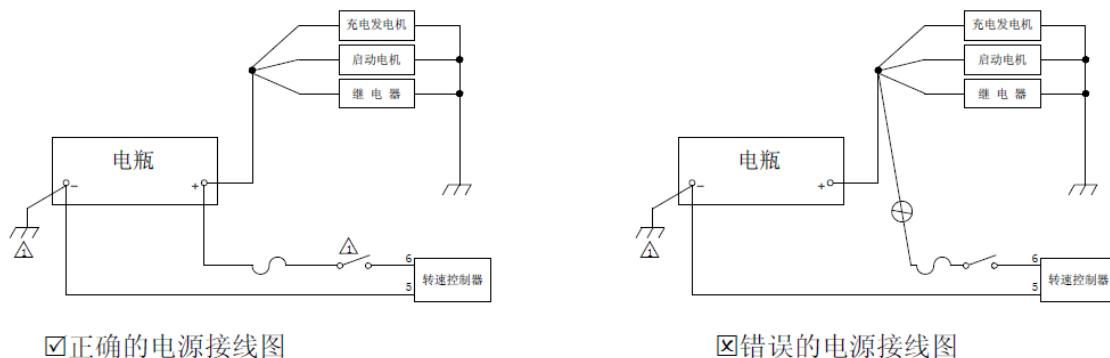 充电发电机
启动电机
继电器
电瓶
-
+
1
1
6
5
转速控制器
☑正确的电源接线图
充电发电机
启动电机
继电器
电瓶
-
+
1
6
5
转速控制器
☒错误的电源接线图